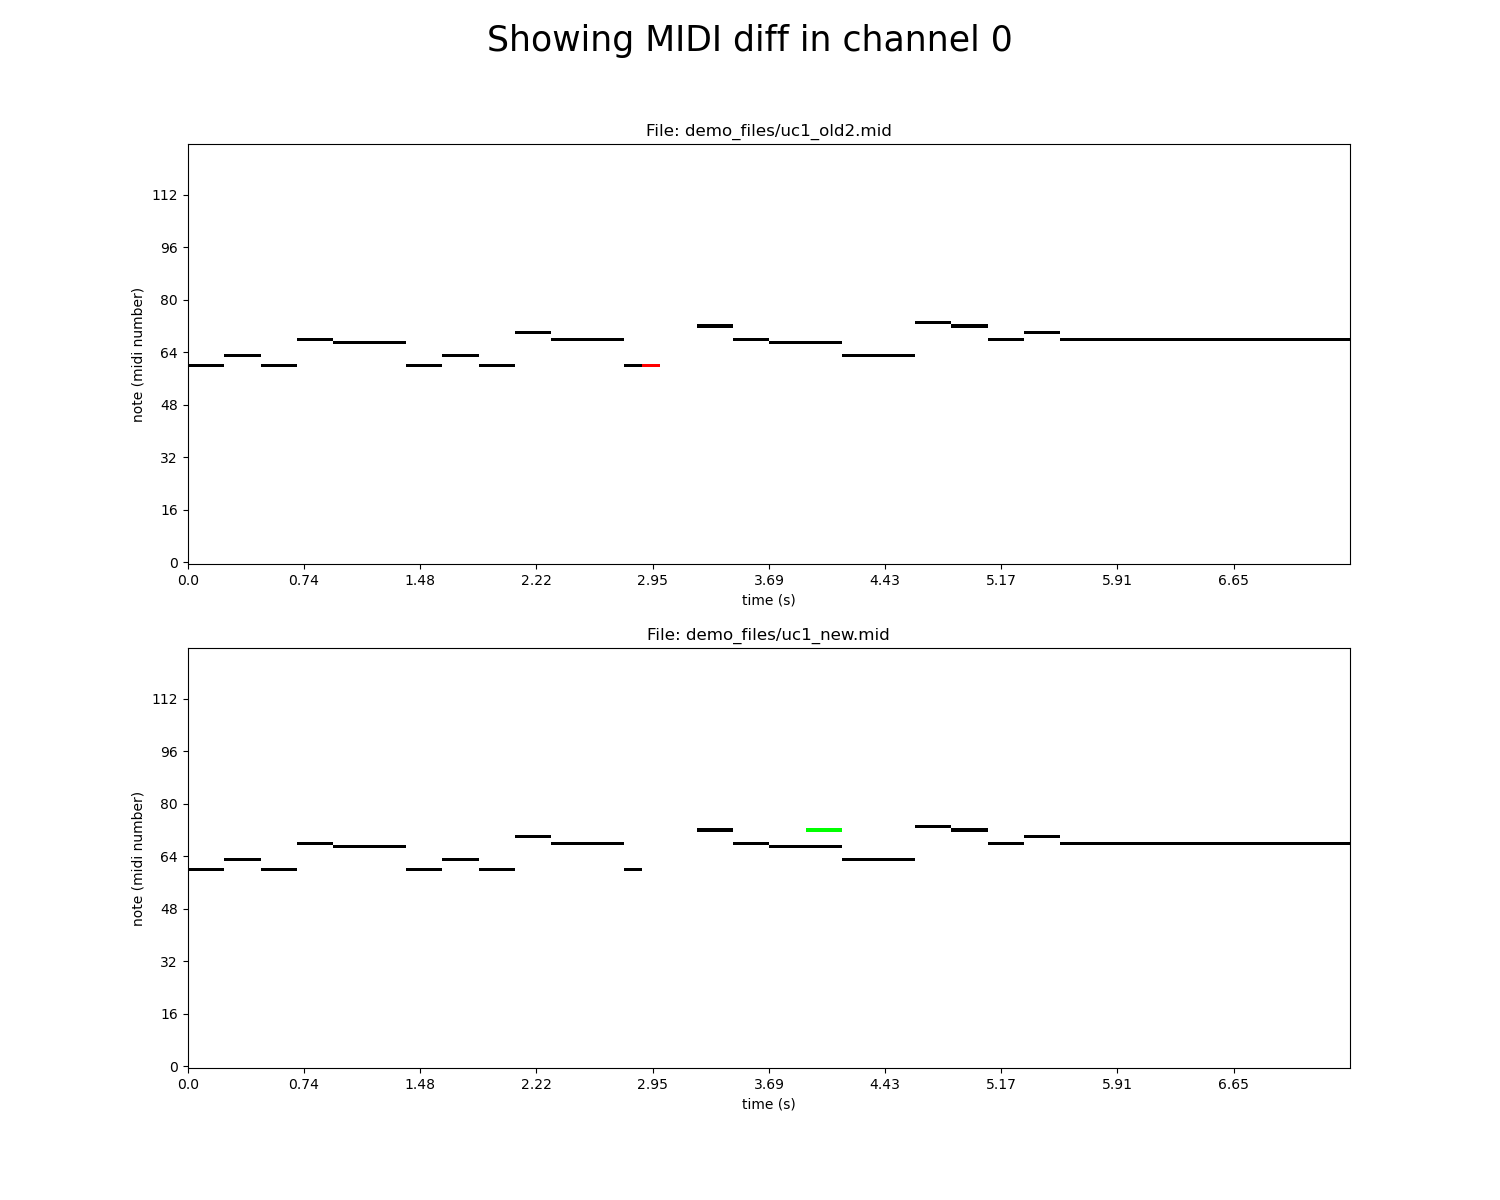 Showing MIDI diff in channel 0
File: demo_files/uc1_old2.mid
note (midi number)
112
96
80
64
48
32
16
0
0.0 0.74 1.48 2.22 2.95 3.69 4.43 5.17 5.91 6.65
time (s)
File: demo_files/uc1_new.mid
note (midi number)
112
96
80
64
48
32
16
0
0.0 0.74 1.48 2.22 2.95 3.69 4.43 5.17 5.91 6.65
time (s)